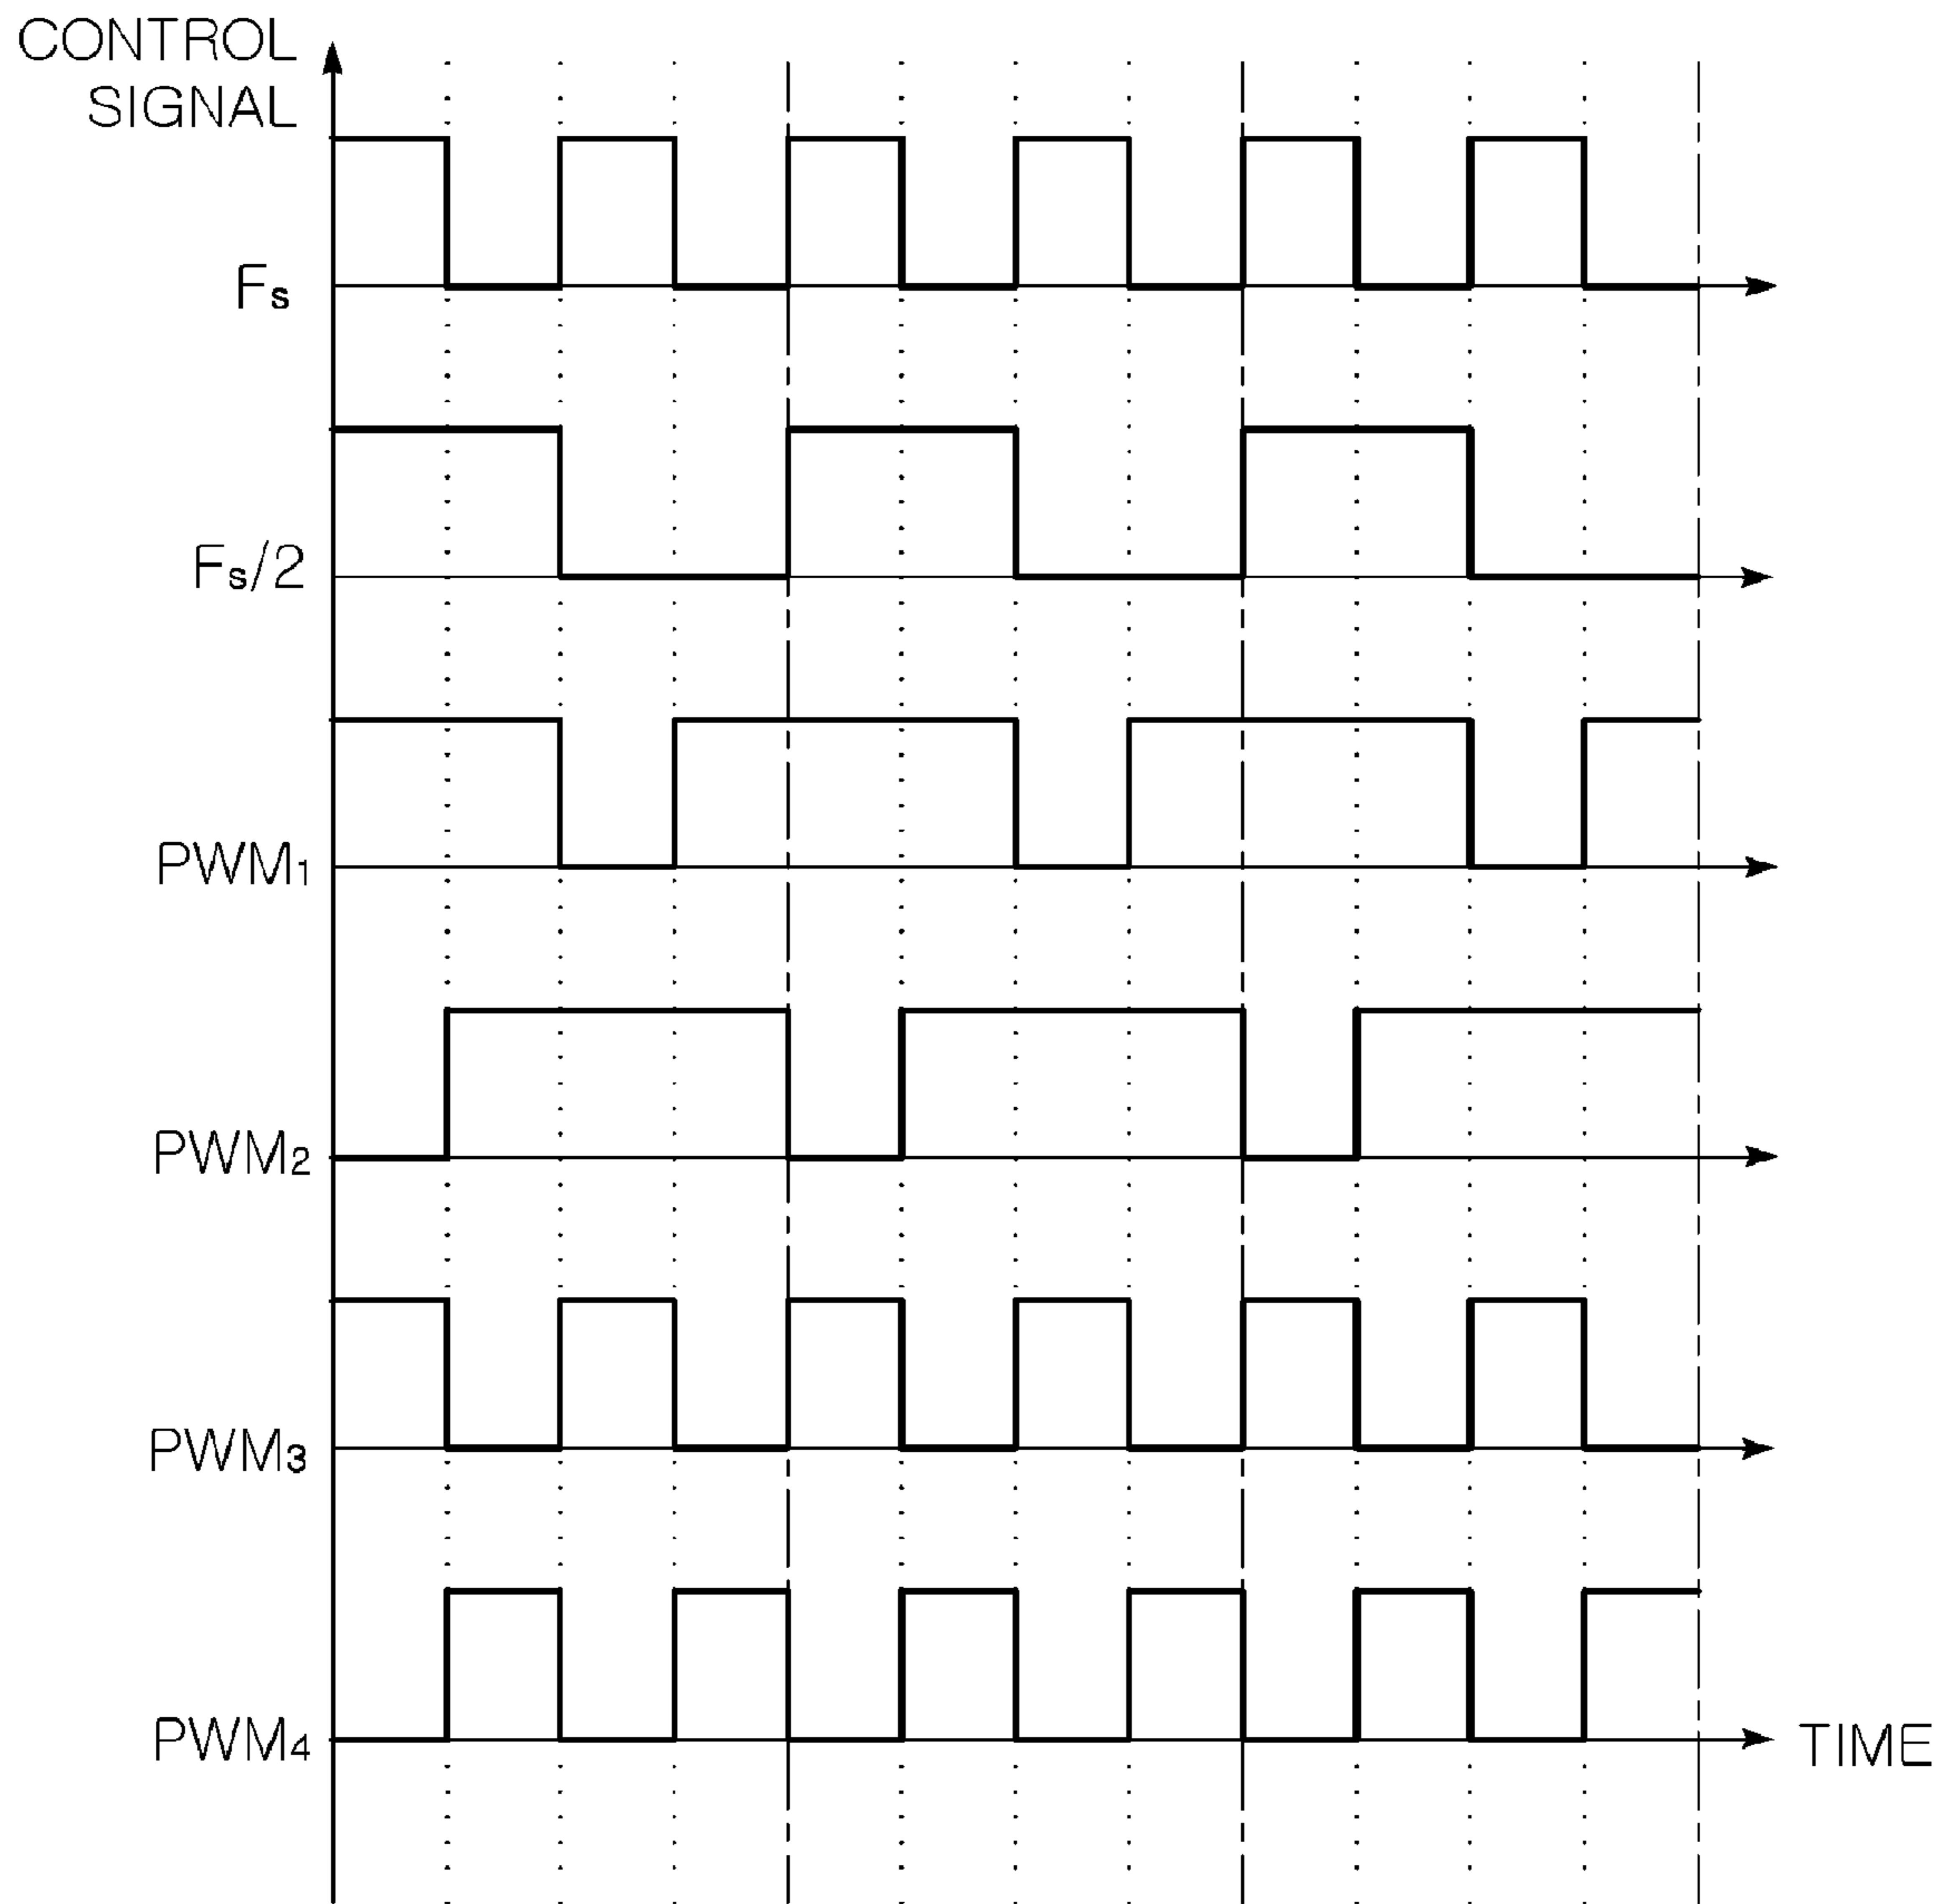 CONTROL
SIGNAL
Fs
Fs/2
PWM1
PWM2
PWM3
PWM4
TIME